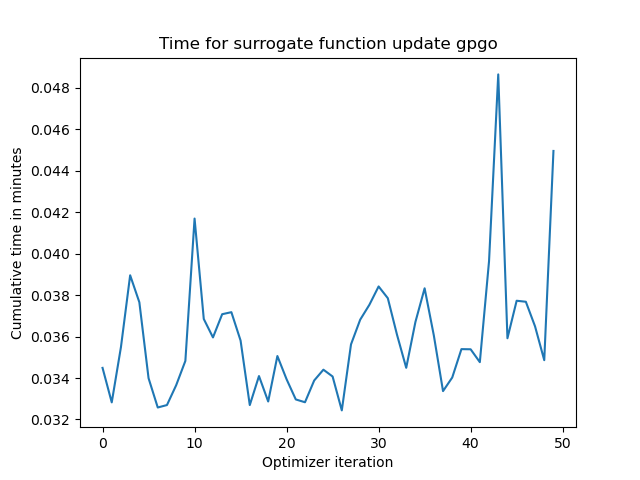 Time for surrogate function update gpgo
0.048
0.046
0.044
0.042
0.040
0.038
0.036
0.034
0.032
Cumulative time in minutes
0 10 20 30 40 50
Optimizer iteration